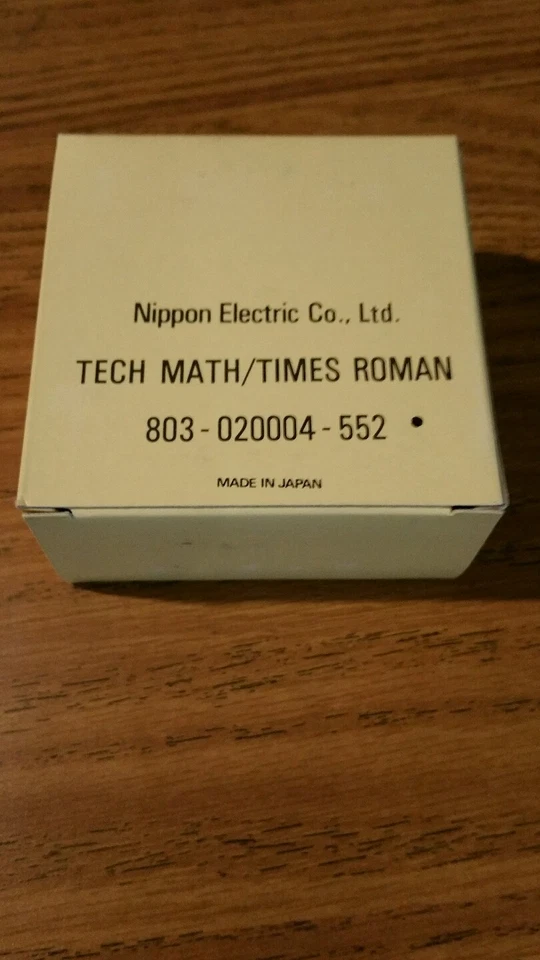 Nippon Electric Co., Ltd.
TECH MATH/TIMES ROMAN
803-020004-552
MADE IN JAPAN